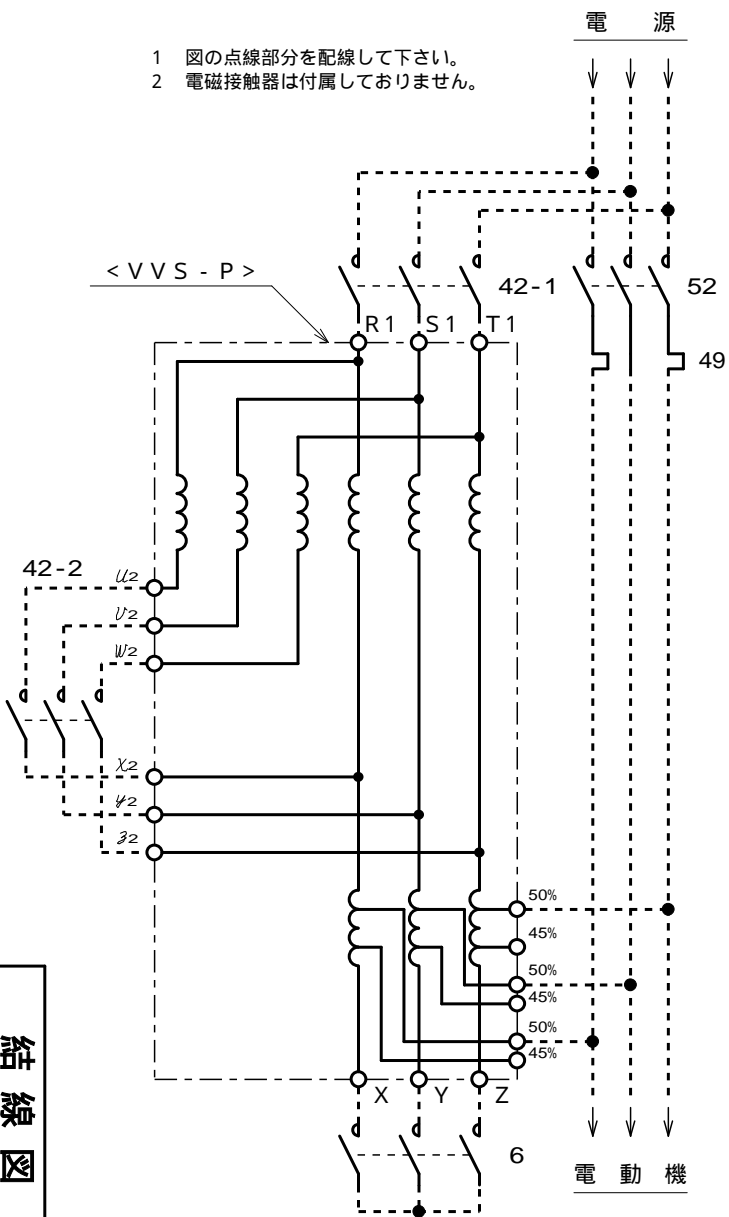 電 源
1 図の点線部分を配線して下さい。
2 電磁接触器は付属しておりません。
<VVS-P>
42-1
52
R1
S1
T1
49
42-2
U2
V2
W2
X2
Y2
Z2
50%
45%
50%
45%
50%
45%
X
Y
Z
6
電 動 機
結線図